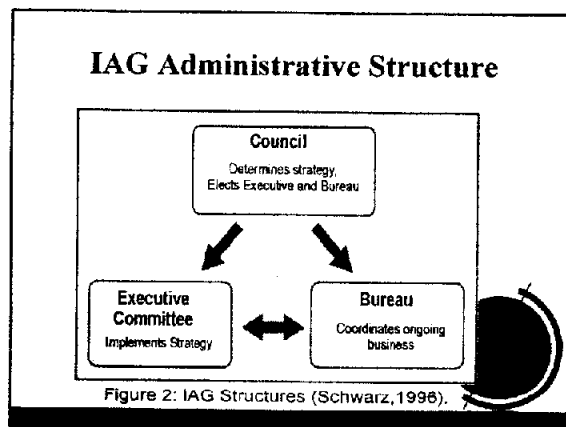 IAG Administrative Structure
Council
Determines strategy,
Elects Executive and Bureau
Executive
Committee
Implements Strategy
Bureau
Coordinates ongoing
business
Figure 2: IAG Structures (Schwarz,1996).